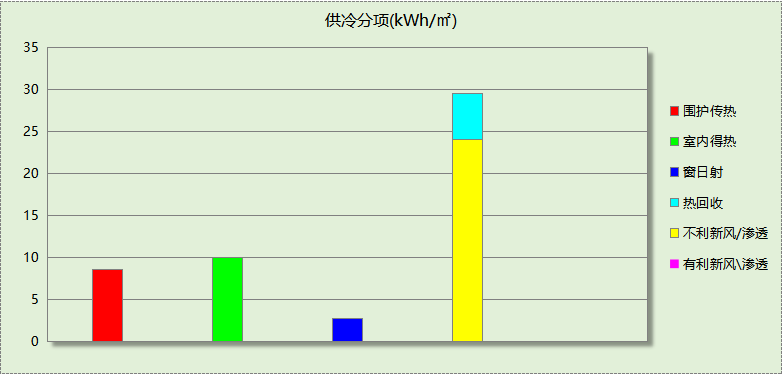 供冷分项(kWh/㎡)
35
30
25
20
15
10
5
0
围护传热
室内得热
窗日射
热回收
不利新风/渗透
有利新风\渗透